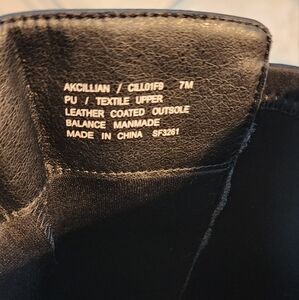 AKCILLIAN / CILL01F9 7M
PU / TEXTILE UPPER
LEATHER COATED OUTSOLE
BALANCE MANMADE
MADE IN CHINA SF3261